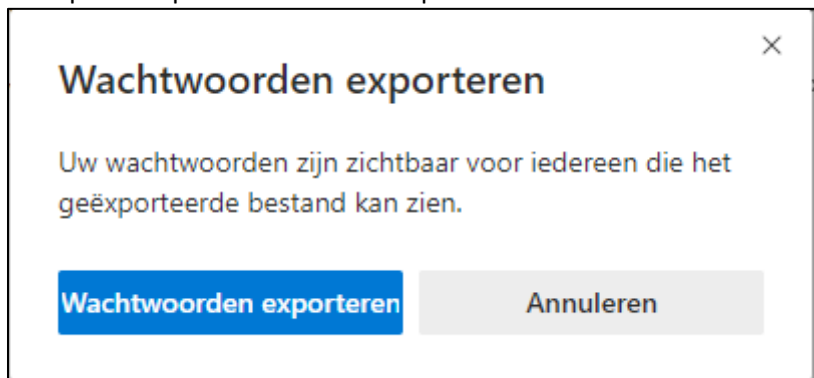 Wachtwoorden exporteren
Uw wachtwoorden zijn zichtbaar voor iedereen die het
geëxporteerde bestand kan zien.
Wachtwoorden exporteren
Annuleren